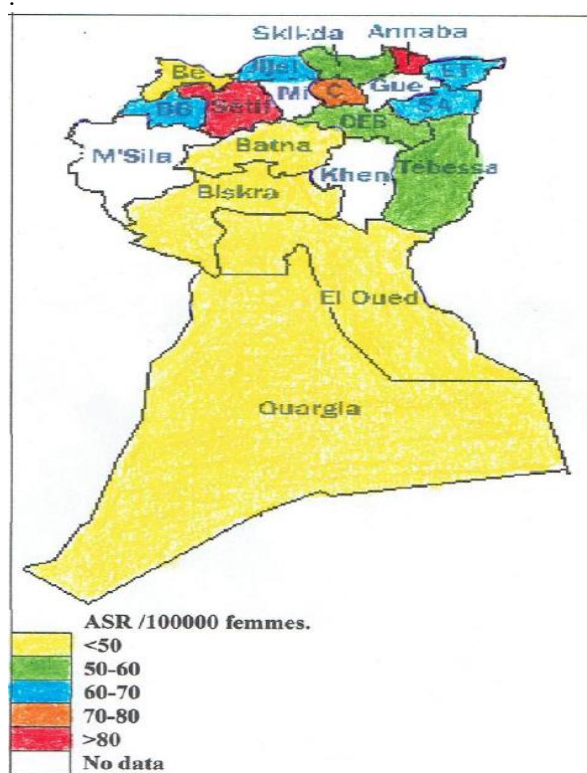 :
Skikda Annaba
Be Jijel ET
Mi C Gue
BB Setif SA
OEB
M'Sila Batna
Khen Tebessa
Biskra
El Oued
Ouargla
ASR /100000 femmes.
<50
50-60
60-70
70-80
>80
No data